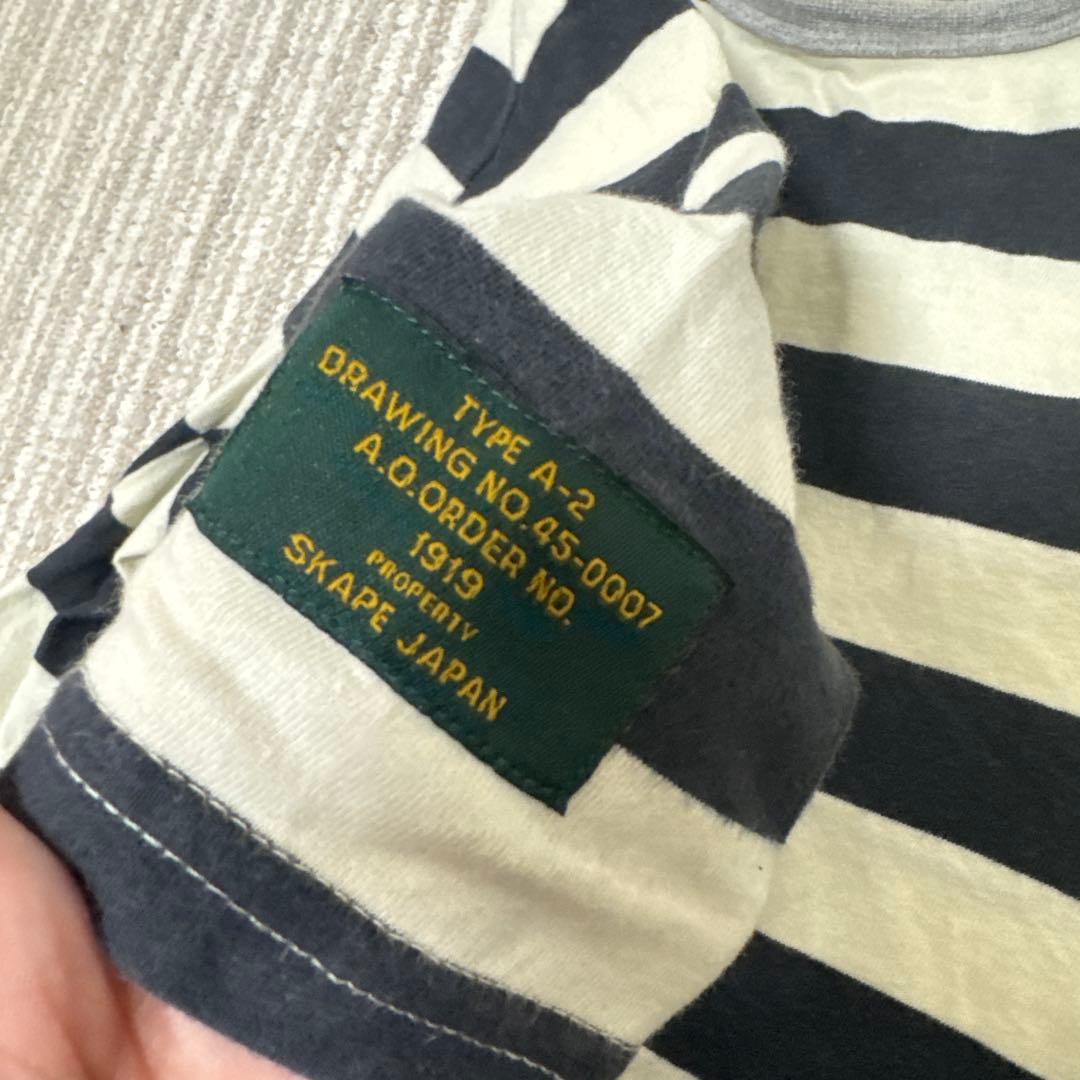 TYPE A-2
DRAWING NO.45-0007
A.O.ORDER NO.
1919
PROPERTY
SKAPE JAPAN